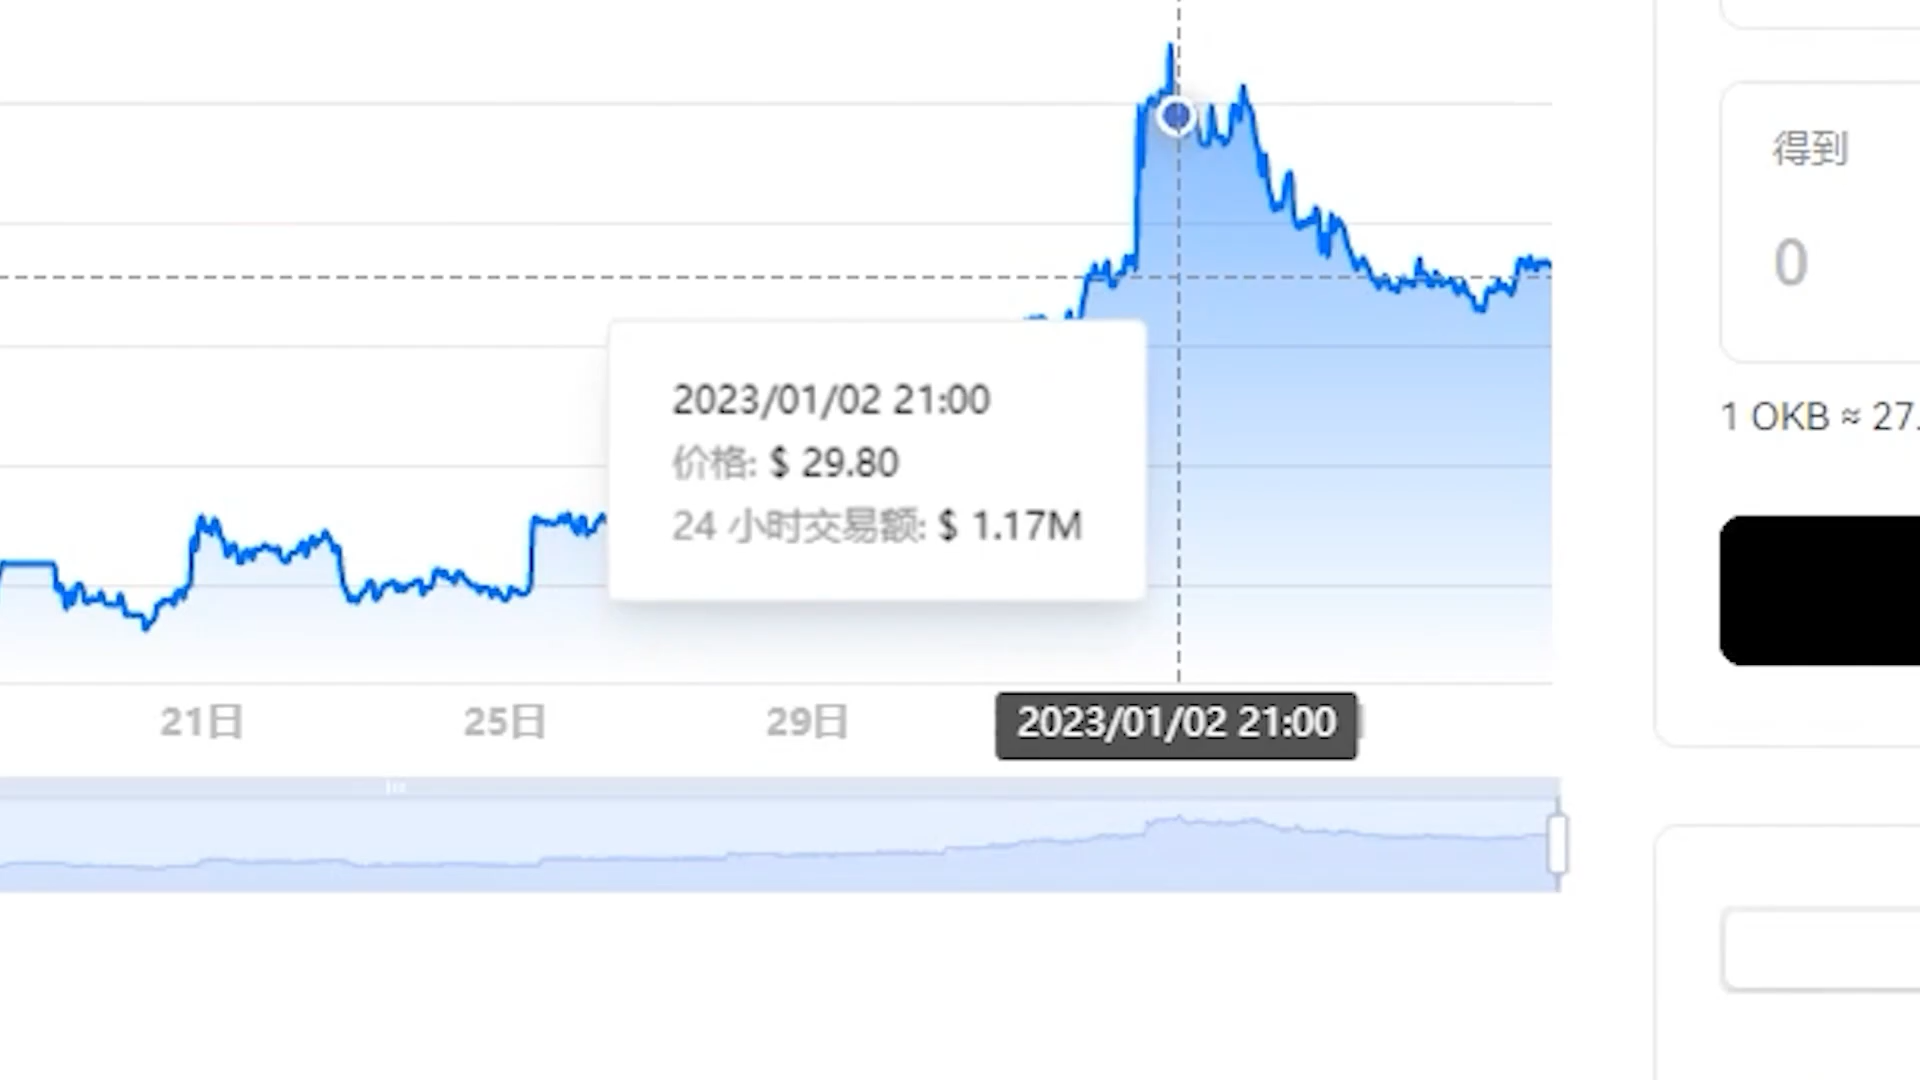 得到
0
1 OKB ≈ 27.
2023/01/02 21:00
价格: $ 29.80
24 小时交易额: $ 1.17M
21日
25日
29日
2023/01/02 21:00